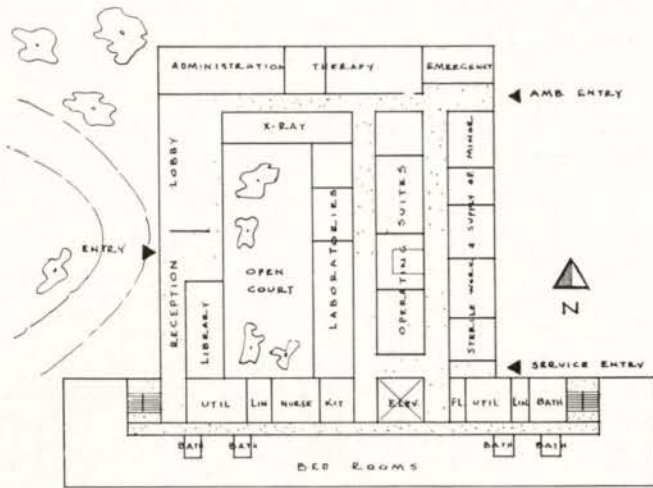 ADMINISTRATION
THERAPY
EMERGENCY
AMB ENTRY
X-RAY
LOBBY
LABORATORIES
OPERATING SUITES
STERILE WORK & SUPPLY OR MINOR
ENTRY
OPEN
COURT
RECEPTION
LIBRARY
N
SERVICE ENTRY
UTIL
LIN
NURSE
KIT
ELEV.
FL
UTIL
LIN
BATH
BATH
BATH
BATH
BATH
BED ROOMS